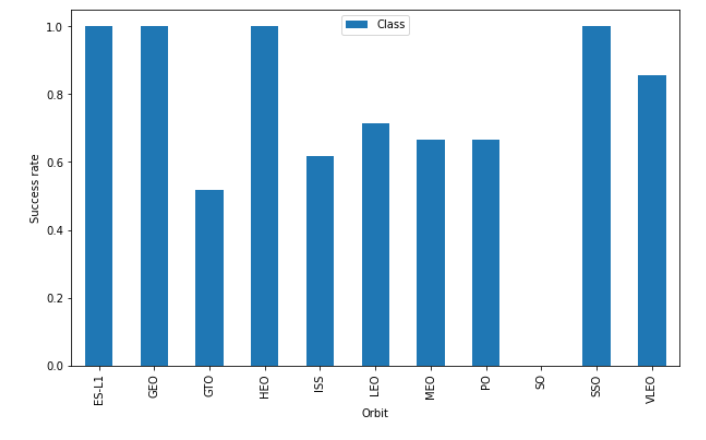 Class
1.0
0.8
0.6
0.4
0.2
0.0
Success rate
ES-L1
GEO
GTO
HEO
ISS
LEO
MEO
PO
SO
SSO
VLEO
Orbit